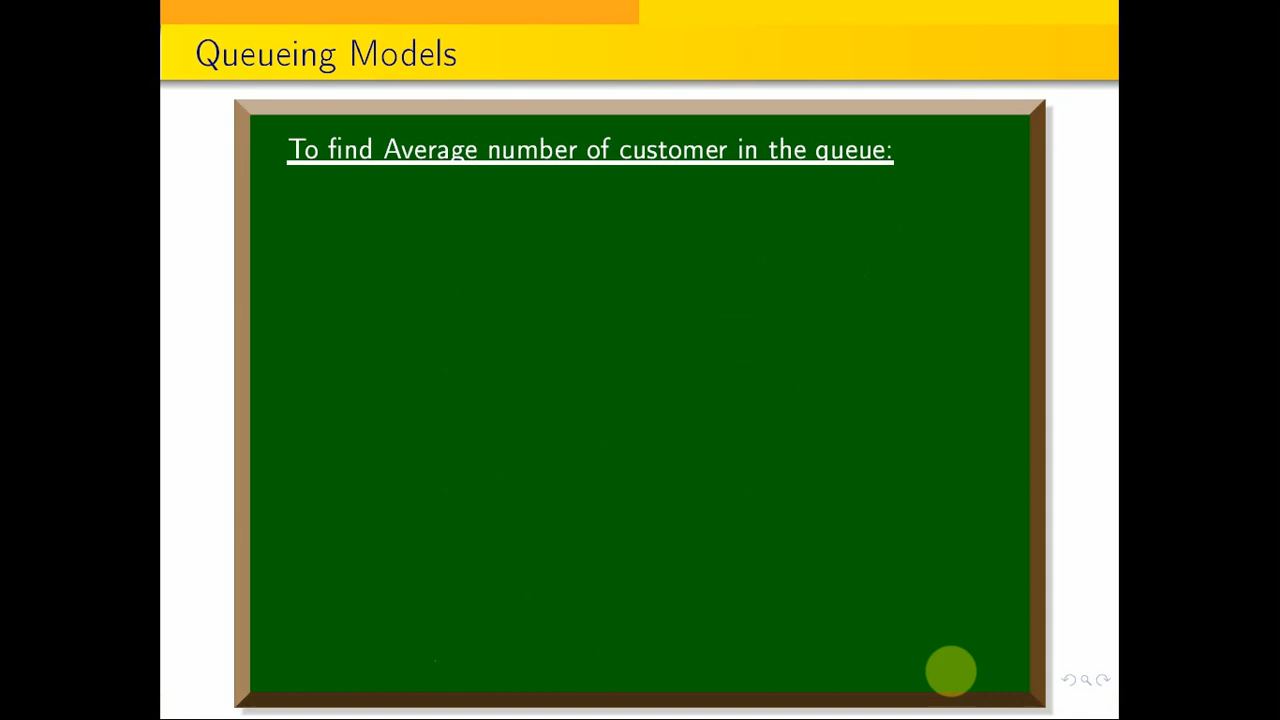 Queueing Models
To find Average number of customer in the queue: